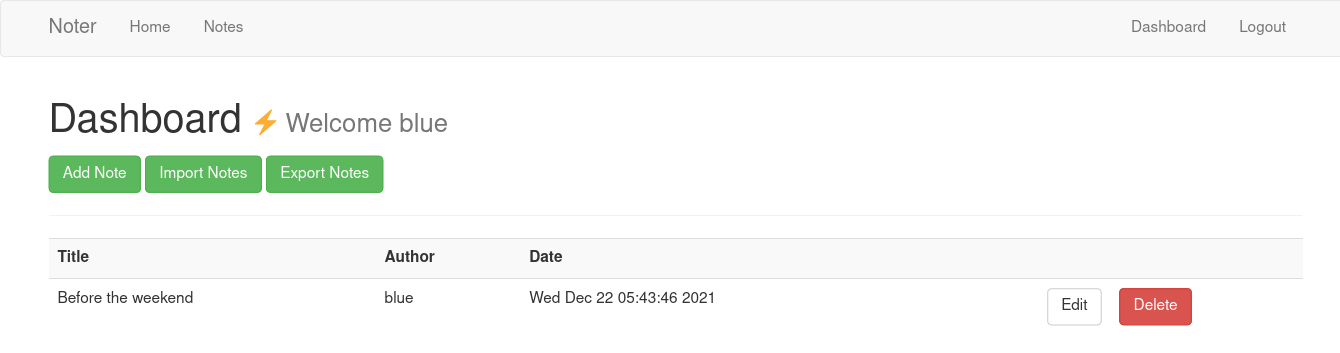 Noter Home Notes Dashboard Logout
Dashboard ⚡ Welcome blue
Add Note Import Notes Export Notes
Title Author Date
Before the weekend blue Wed Dec 22 05:43:46 2021 Edit Delete